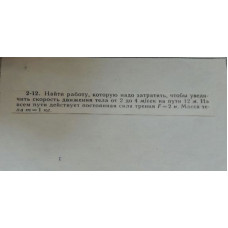 2-10. Найти работу, которую надо затратить, чтобы увели-
чить скорость движения тела от 2 до 4 м/сек на пути 12 м. На
всем пути действует постоянная сила трения F=2 н. Масса те-
ла m=1 кг.